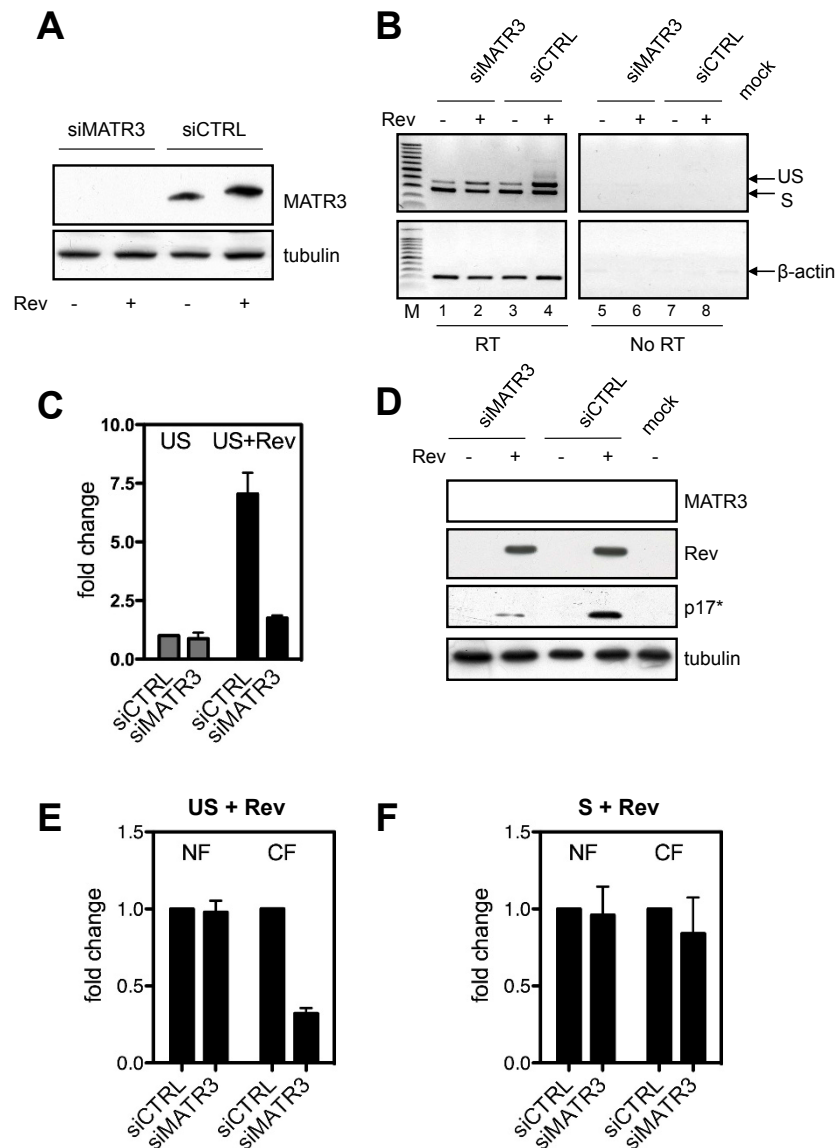 A
siMATR3 siCTRL
MATR3
tubulin
Rev - + - +
B
siMATR3 siCTRL siMATR3 siCTRL mock
Rev - + - + - + - +
US
S
β-actin
M 1 2 3 4 5 6 7 8
RT No RT
C
fold change
10.0
7.5
5.0
2.5
0.0
US US+Rev
siCTRL siMATR3 siCTRL siMATR3
D
siMATR3 siCTRL mock
Rev - + - + -
MATR3
Rev
p17*
tubulin
E
US + Rev
fold change
1.5
1.0
0.5
0.0
NF CF
siCTRL siMATR3 siCTRL siMATR3
F
S + Rev
fold change
1.5
1.0
0.5
0.0
NF CF
siCTRL siMATR3 siCTRL siMATR3